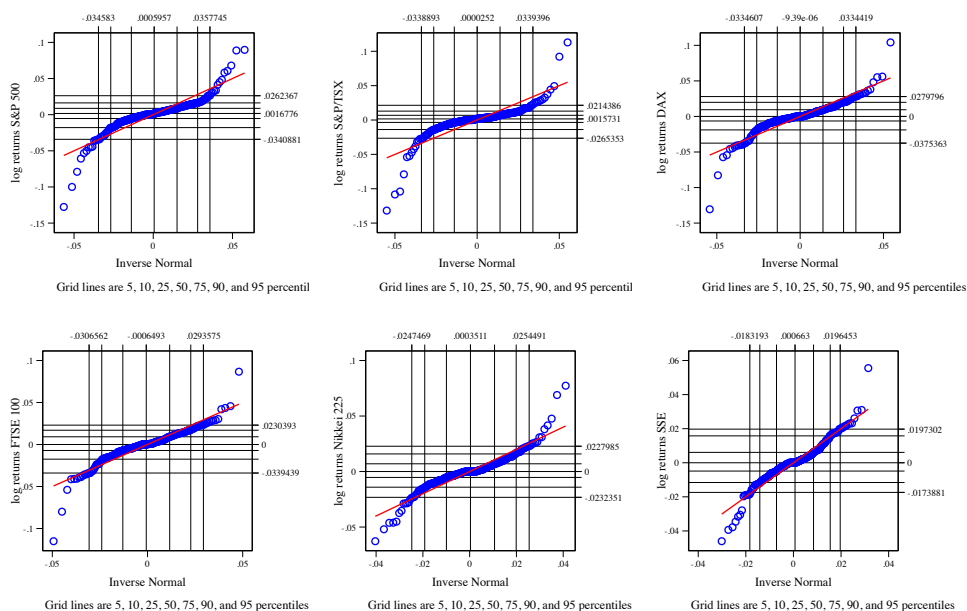 -.034583 .0005957 .0357745
.1
.05
0
-.05
-.1
-.15
log returns S&P 500
.0262367
.0016776
-.0340881
-.05 0 .05
Inverse Normal
Grid lines are 5, 10, 25, 50, 75, 90, and 95 percentil
-.0338893 .0000252 .0339396
.1
.05
0
-.05
-.1
-.15
log returns S&P/TSX
.0214386
.0015731
-.0265353
-.05 0 .05
Inverse Normal
Grid lines are 5, 10, 25, 50, 75, 90, and 95 percentil
-.0334607 -9.39e-06 .0334419
.1
.05
0
-.05
-.1
-.15
log returns DAX
.0279796
0
-.0375363
-.05 0 .05
Inverse Normal
Grid lines are 5, 10, 25, 50, 75, 90, and 95 percentiles
-.0306562 -.0006493 .0293575
.1
.05
0
-.05
-.1
log returns FTSE 100
.0230393
0
-.0339439
-.05 0 .05
Inverse Normal
Grid lines are 5, 10, 25, 50, 75, 90, and 95 percentiles
-.0247469 .0003511 .0254491
.1
.05
0
-.05
log returns Nikkei 225
.0227985
0
-.0232351
-.04 -.02 0 .02 .04
Inverse Normal
Grid lines are 5, 10, 25, 50, 75, 90, and 95 percentiles
-.0183193 .000663 .0196453
.06
.04
.02
0
-.02
-.04
log returns SSE
.0197302
0
-.0173881
-.04 -.02 0 .02 .04
Inverse Normal
Grid lines are 5, 10, 25, 50, 75, 90, and 95 percentiles